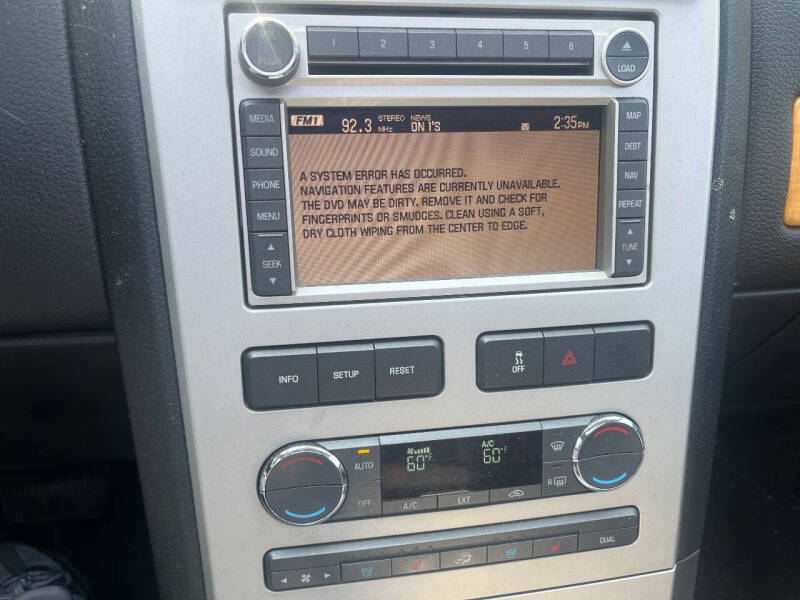 VOL
PUSH
1 2 3 4 5 6
LOAD
MEDIA
SOUND
PHONE
MENU
SEEK
FM1 92.3 MHz STEREO NEWS ON 1'S 2:35PM
A SYSTEM ERROR HAS OCCURRED.
NAVIGATION FEATURES ARE CURRENTLY UNAVAILABLE.
THE DVD MAY BE DIRTY. REMOVE IT AND CHECK FOR
FINGERPRINTS OR SMUDGES. CLEAN USING A SOFT,
DRY CLOTH WIPING FROM THE CENTER TO EDGE.
MAP
DEST
NAV
REPEAT
TUNE
INFO SETUP RESET
OFF
AUTO
OFF
60° A/C 60°
A/C EXT
R
DUAL